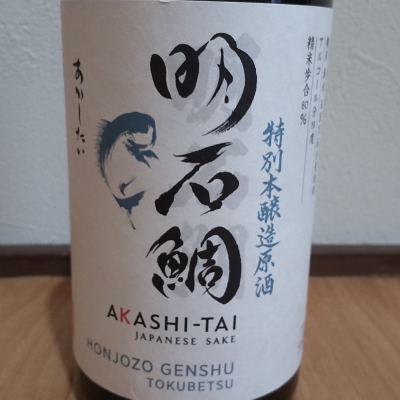 明石鯛
あかしたい
特別本醸造原酒
精米歩合60%
AKASHI-TAI
JAPANESE SAKE
HONJOZO GENSHU
TOKUBETSU